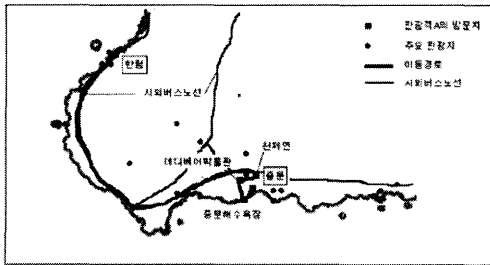 관광객A의 방문지
주요 관광지
이동경로
시외버스노선
한림
시외버스노선
천제연
테디베어박물관
중문
중문해수욕장